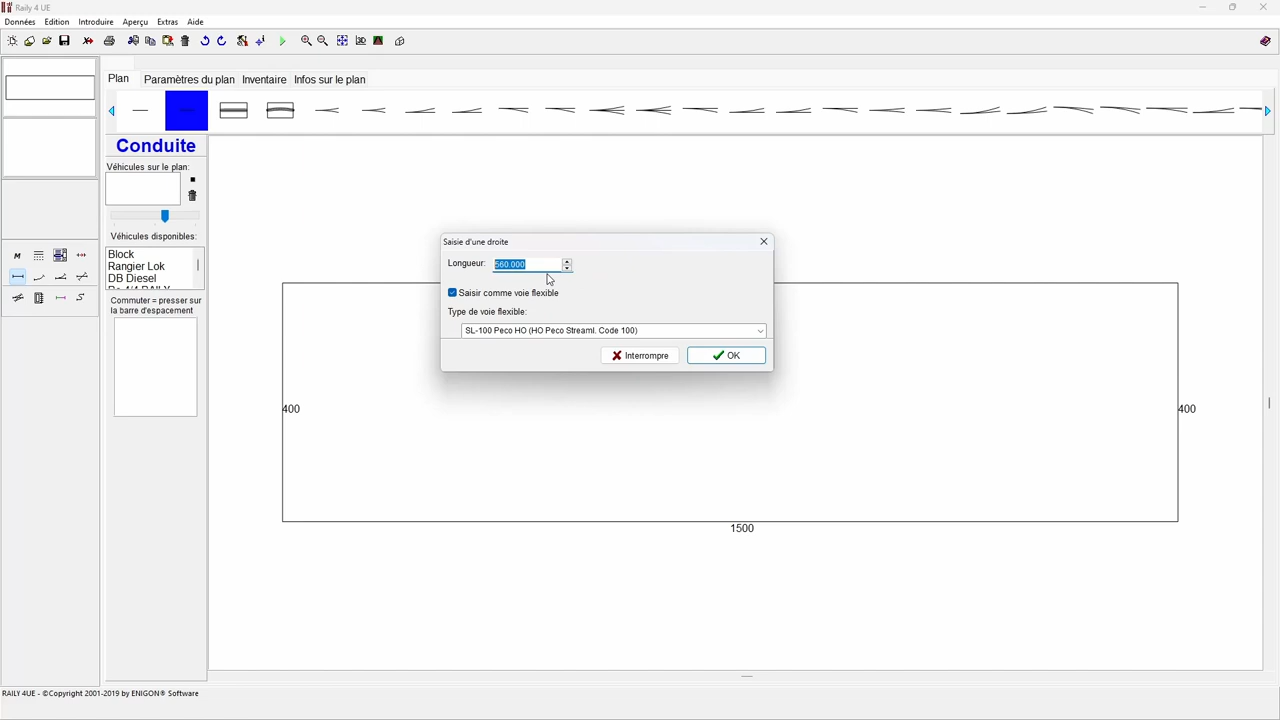 Raily 4 UE
Données Edition Introduire Aperçu Extras Aide
Plan Paramètres du plan Inventaire Infos sur le plan
Conduite
Véhicules sur le plan:
Véhicules disponibles:
Block
Rangier Lok
DB Diesel
Commuter = presser sur
la barre d'espacement
Saisie d'une droite
Longueur: 560.000
Saisir comme voie flexible
Type de voie flexible:
SL-100 Peco HO (HO Peco Streaml. Code 100)
Interrompre OK
400 400
1500
RAILY 4UE - ©Copyright 2001-2019 by ENIGON® Software